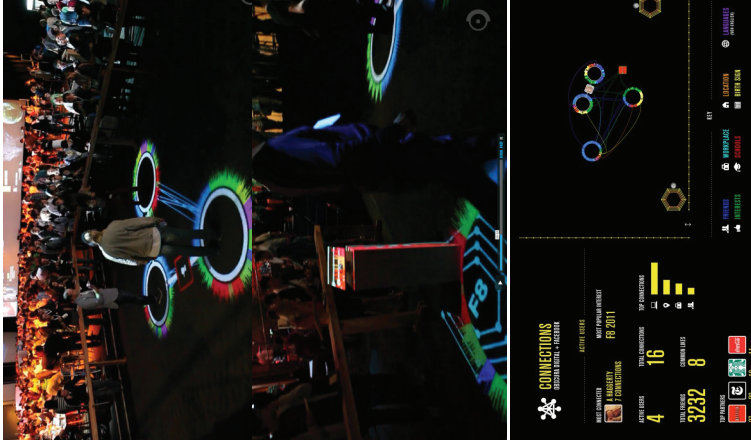 CONNECTIONS
OBSCURA DIGITAL + FACEBOOK
ACTIVE USERS
MOST CONNECTED
A HAGGERTY
7 CONNECTIONS
MOST POPULAR INTEREST
F8 2011
ACTIVE USERS
4
TOTAL CONNECTIONS
16
TOP CONNECTIONS
TOTAL FRIENDS
3232
COMMON LIKES
8
TOP PARTNERS
KEY
FRIENDS
WORKPLACE
LOCATION
LANGUAGES
INTERESTS
SCHOOLS
BIRTH SIGN
F8